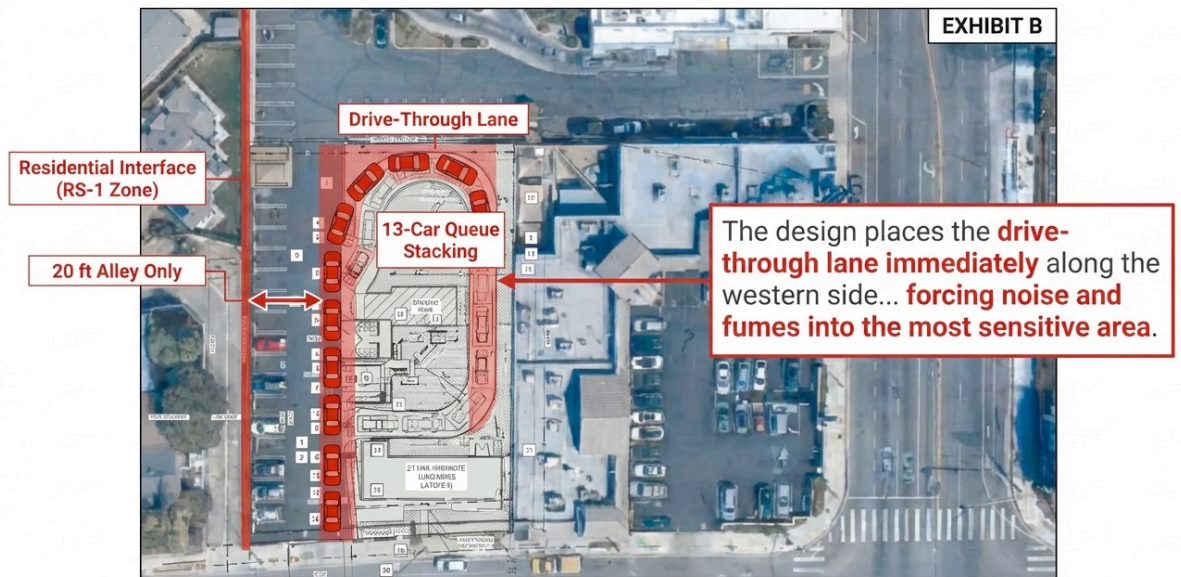 EXHIBIT B
Drive-Through Lane
Residential Interface
(RS-1 Zone)
13-Car Queue
Stacking
20 ft Alley Only
The design places the drive-
through lane immediately along the
western side... forcing noise and
fumes into the most sensitive area.